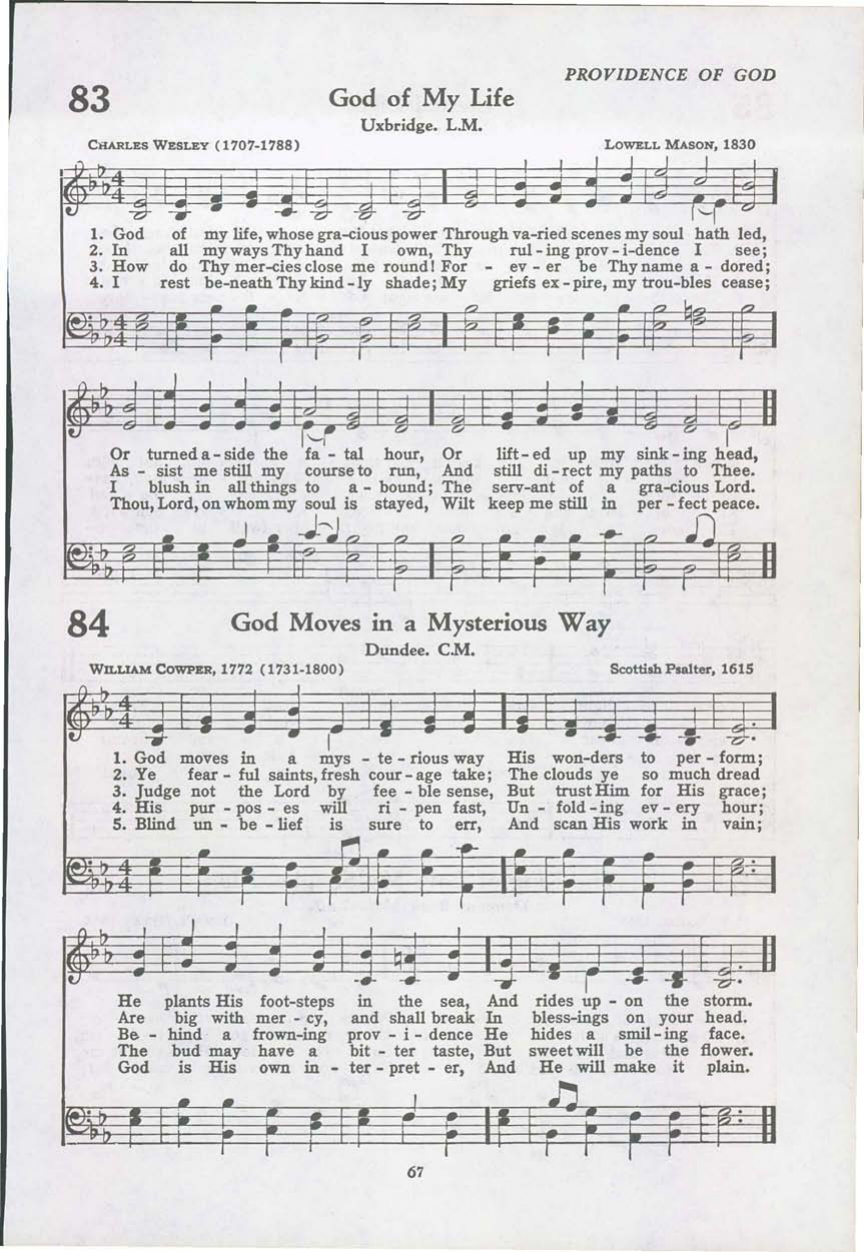 PROVIDENCE OF GOD
83
God of My Life
Uxbridge. L.M.
CHARLES WESLEY (1707-1788) LOWELL MASON, 1830
1. God of my life, whose gra-cious power Through va-ried scenes my soul hath led,
2. In all my ways Thy hand I own, Thy rul - ing prov - i-dence I see;
3. How do Thy mer-cies close me round! For - ev - er be Thy name a - dored;
4. I rest be-neath Thy kind - ly shade; My griefs ex - pire, my trou-bles cease;
Or turned a - side the fa - tal hour, Or lift - ed up my sink - ing head,
As - sist me still my course to run, And still di - rect my paths to Thee.
I blush in all things to a - bound; The serv-ant of a gra-cious Lord.
Thou, Lord, on whom my soul is stayed, Wilt keep me still in per - fect peace.
84
God Moves in a Mysterious Way
Dundee. C.M.
WILLIAM COWPER, 1772 (1731-1800) Scottish Psalter, 1615
1. God moves in a mys - te - rious way His won-ders to per - form;
2. Ye fear - ful saints, fresh cour - age take; The clouds ye so much dread
3. Judge not the Lord by fee - ble sense, But trust Him for His grace;
4. His pur - pos - es will ri - pen fast, Un - fold - ing ev - ery hour;
5. Blind un - be - lief is sure to err, And scan His work in vain;
He plants His foot-steps in the sea, And rides up - on the storm.
Are big with mer - cy, and shall break In bless-ings on your head.
Be - hind a frown-ing prov - i - dence He hides a smil - ing face.
The bud may have a bit - ter taste, But sweet will be the flower.
God is His own in - ter - pret - er, And He will make it plain.
67